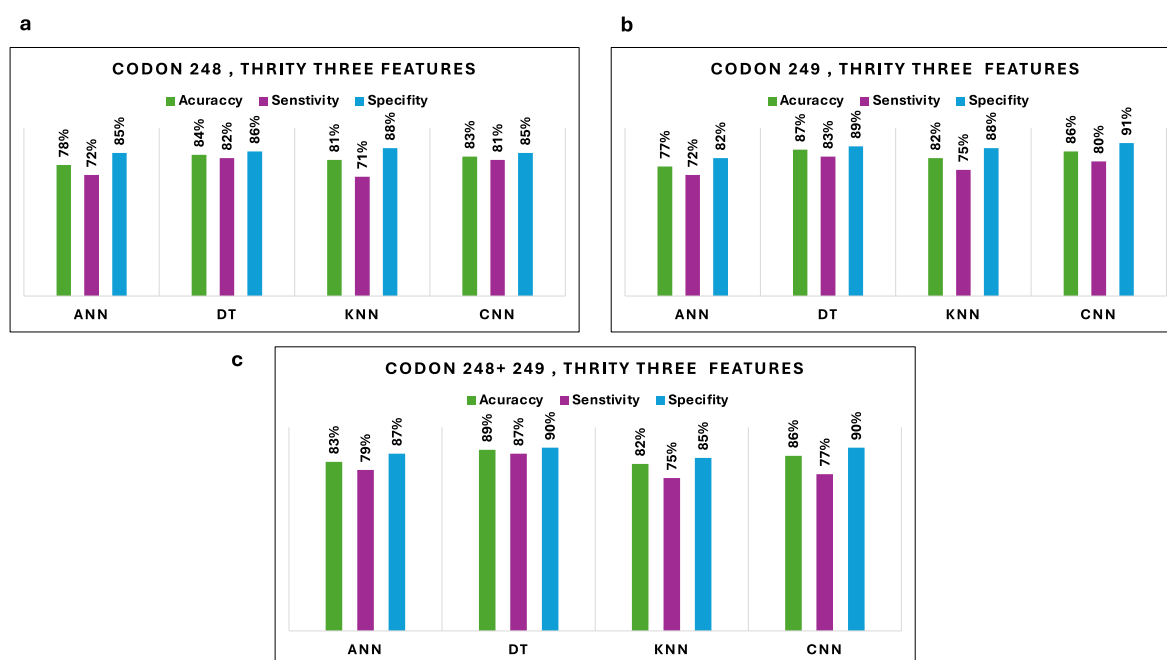 a
CODON 248 , THRITY THREE FEATURES
Acuraccy Senstivity Specifity
78% 72% 85% 84% 82% 86% 81% 71% 88% 83% 81% 85%
ANN DT KNN CNN
b
CODON 249, THRITY THREE FEATURES
Acuraccy Senstivity Specifity
77% 72% 82% 87% 83% 89% 82% 75% 88% 86% 80% 91%
ANN DT KNN CNN
c
CODON 248+ 249 , THRITY THREE FEATURES
Acuraccy Senstivity Specifity
83% 79% 87% 89% 87% 90% 82% 75% 85% 86% 77% 90%
ANN DT KNN CNN